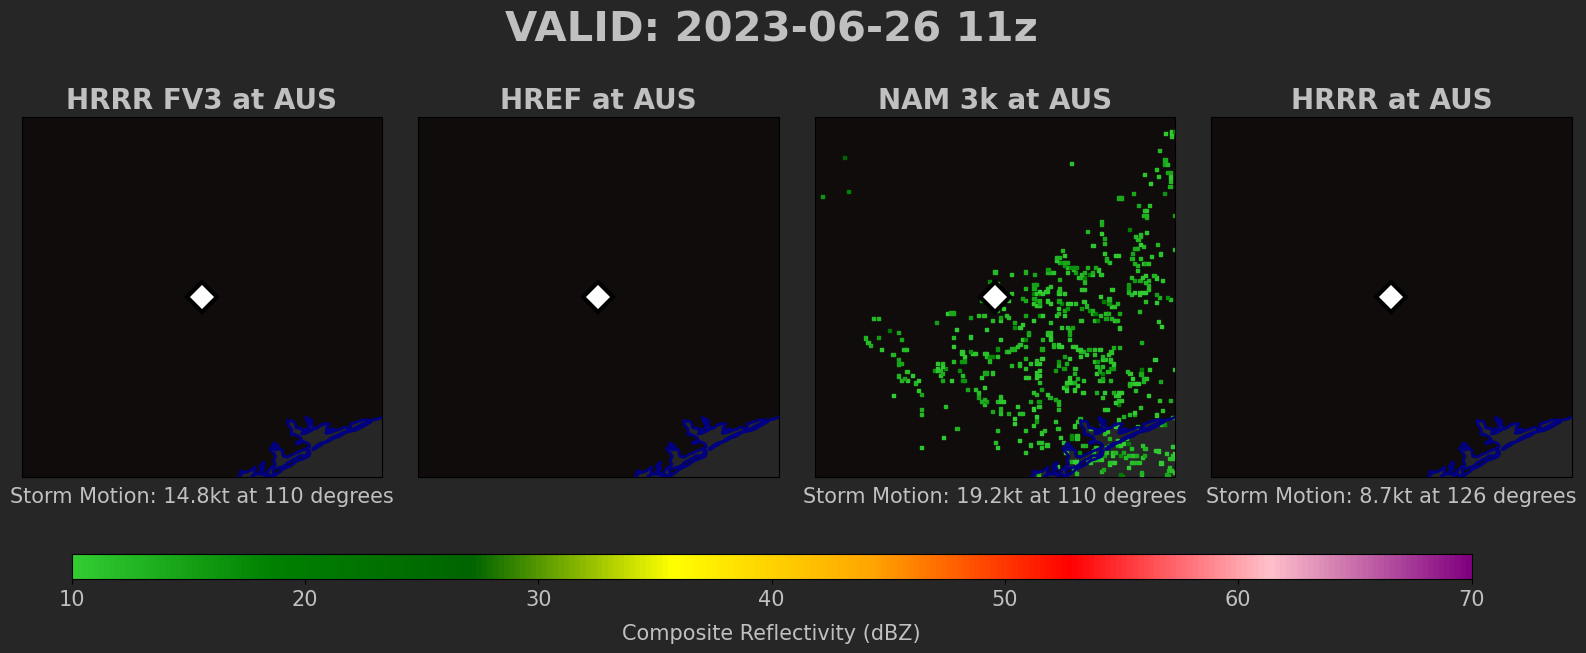 VALID: 2023-06-26 11z
HRRR FV3 at AUS
HREF at AUS
NAM 3k at AUS
HRRR at AUS
Storm Motion: 14.8kt at 110 degrees
Storm Motion: 19.2kt at 110 degrees
Storm Motion: 8.7kt at 126 degrees
10 20 30 40 50 60 70
Composite Reflectivity (dBZ)